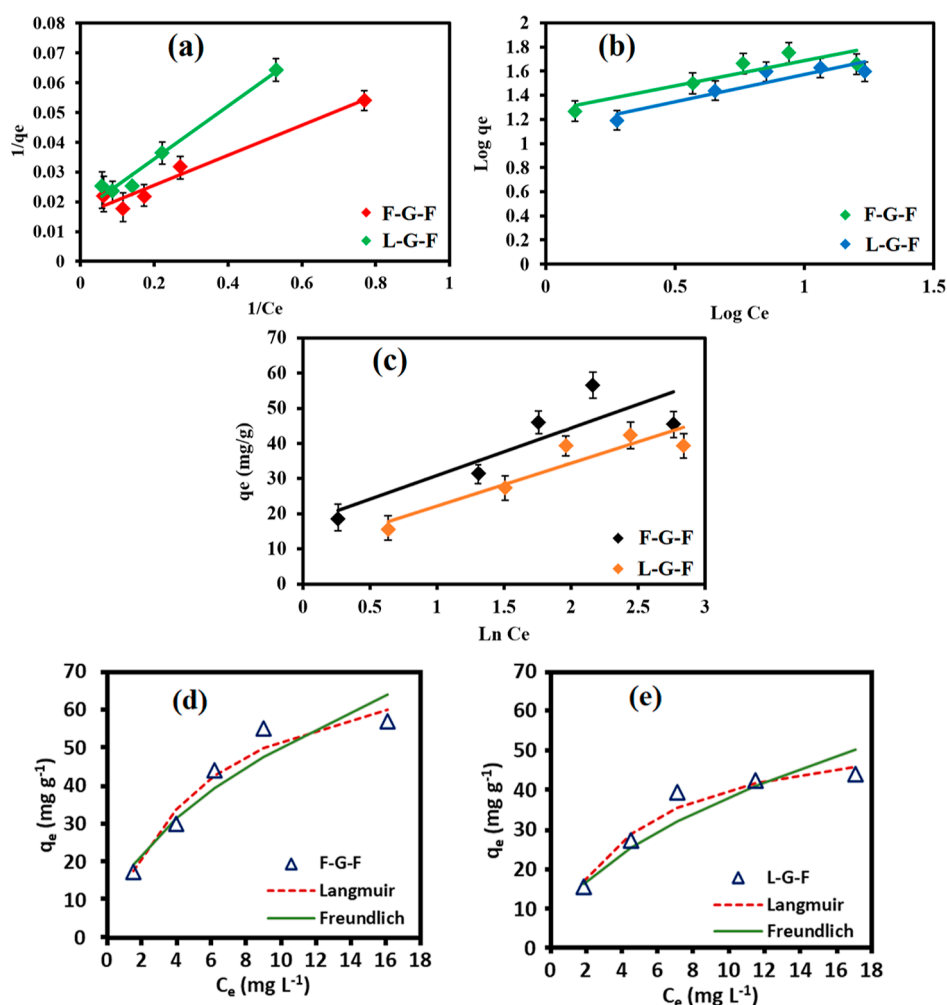 (a)
0.08
0.07
0.06
0.05
0.04
0.03
0.02
0.01
0
1/qe
0 0.2 0.4 0.6 0.8 1
1/Ce
F-G-F
L-G-F
(b)
2
1.8
1.6
1.4
1.2
1
0.8
0.6
0.4
0.2
0
Log qe
0 0.5 1 1.5
Log Ce
F-G-F
L-G-F
(c)
70
60
50
40
30
20
10
0
qe (mg/g)
0 0.5 1 1.5 2 2.5 3
Ln Ce
F-G-F
L-G-F
(d)
70
60
50
40
30
20
10
0
qe (mg g-1)
0 2 4 6 8 10 12 14 16 18
Ce (mg L-1)
F-G-F
Langmuir
Freundlich
(e)
70
60
50
40
30
20
10
0
qe (mg g-1)
0 2 4 6 8 10 12 14 16 18
Ce (mg L-1)
L-G-F
Langmuir
Freundlich